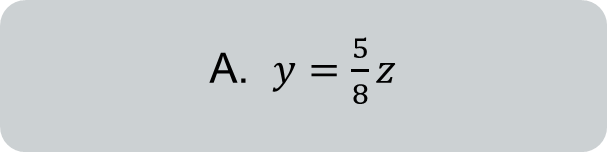 A. y = 5/8 z